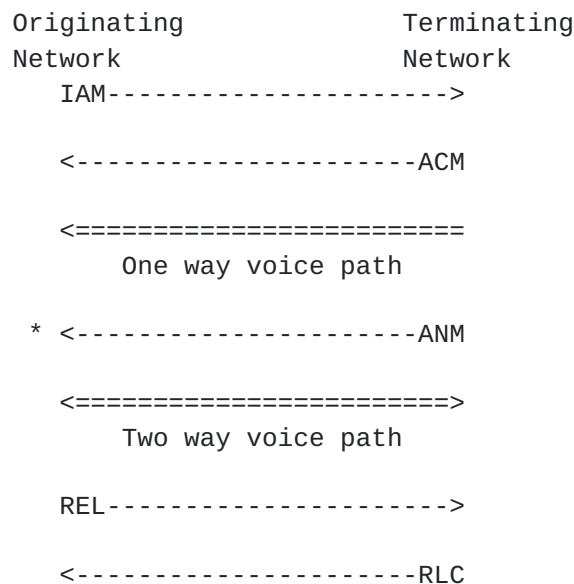 Originating Terminating
Network Network
IAM---------------------->
<----------------------ACM
<=========================
One way voice path
* <----------------------ANM
<========================>
Two way voice path
REL---------------------->
<----------------------RLC